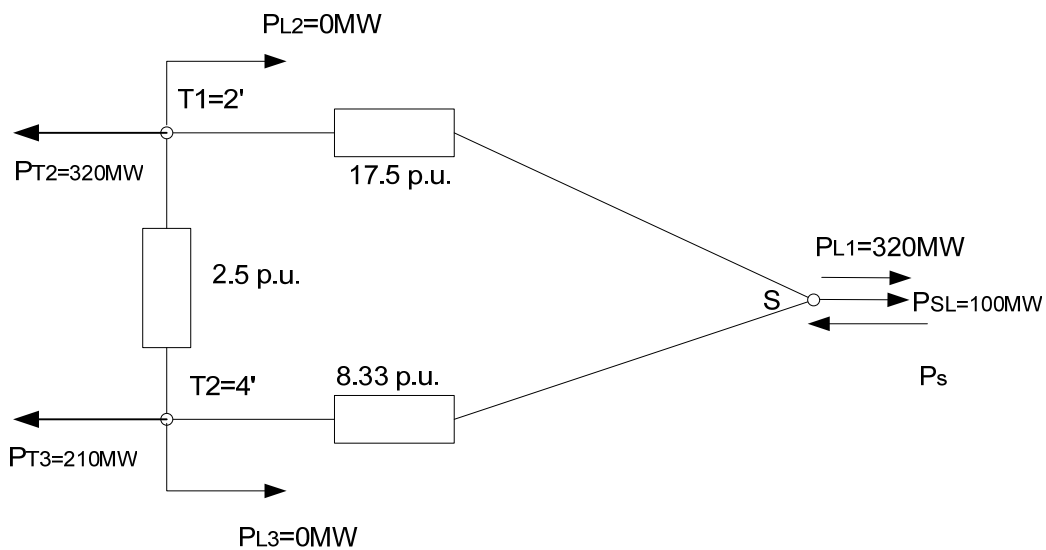 PL2=0MW
T1=2'
PT2=320MW
17.5 p.u.
2.5 p.u.
PL1=320MW
S
PSL=100MW
T2=4'
8.33 p.u.
Ps
PT3=210MW
PL3=0MW